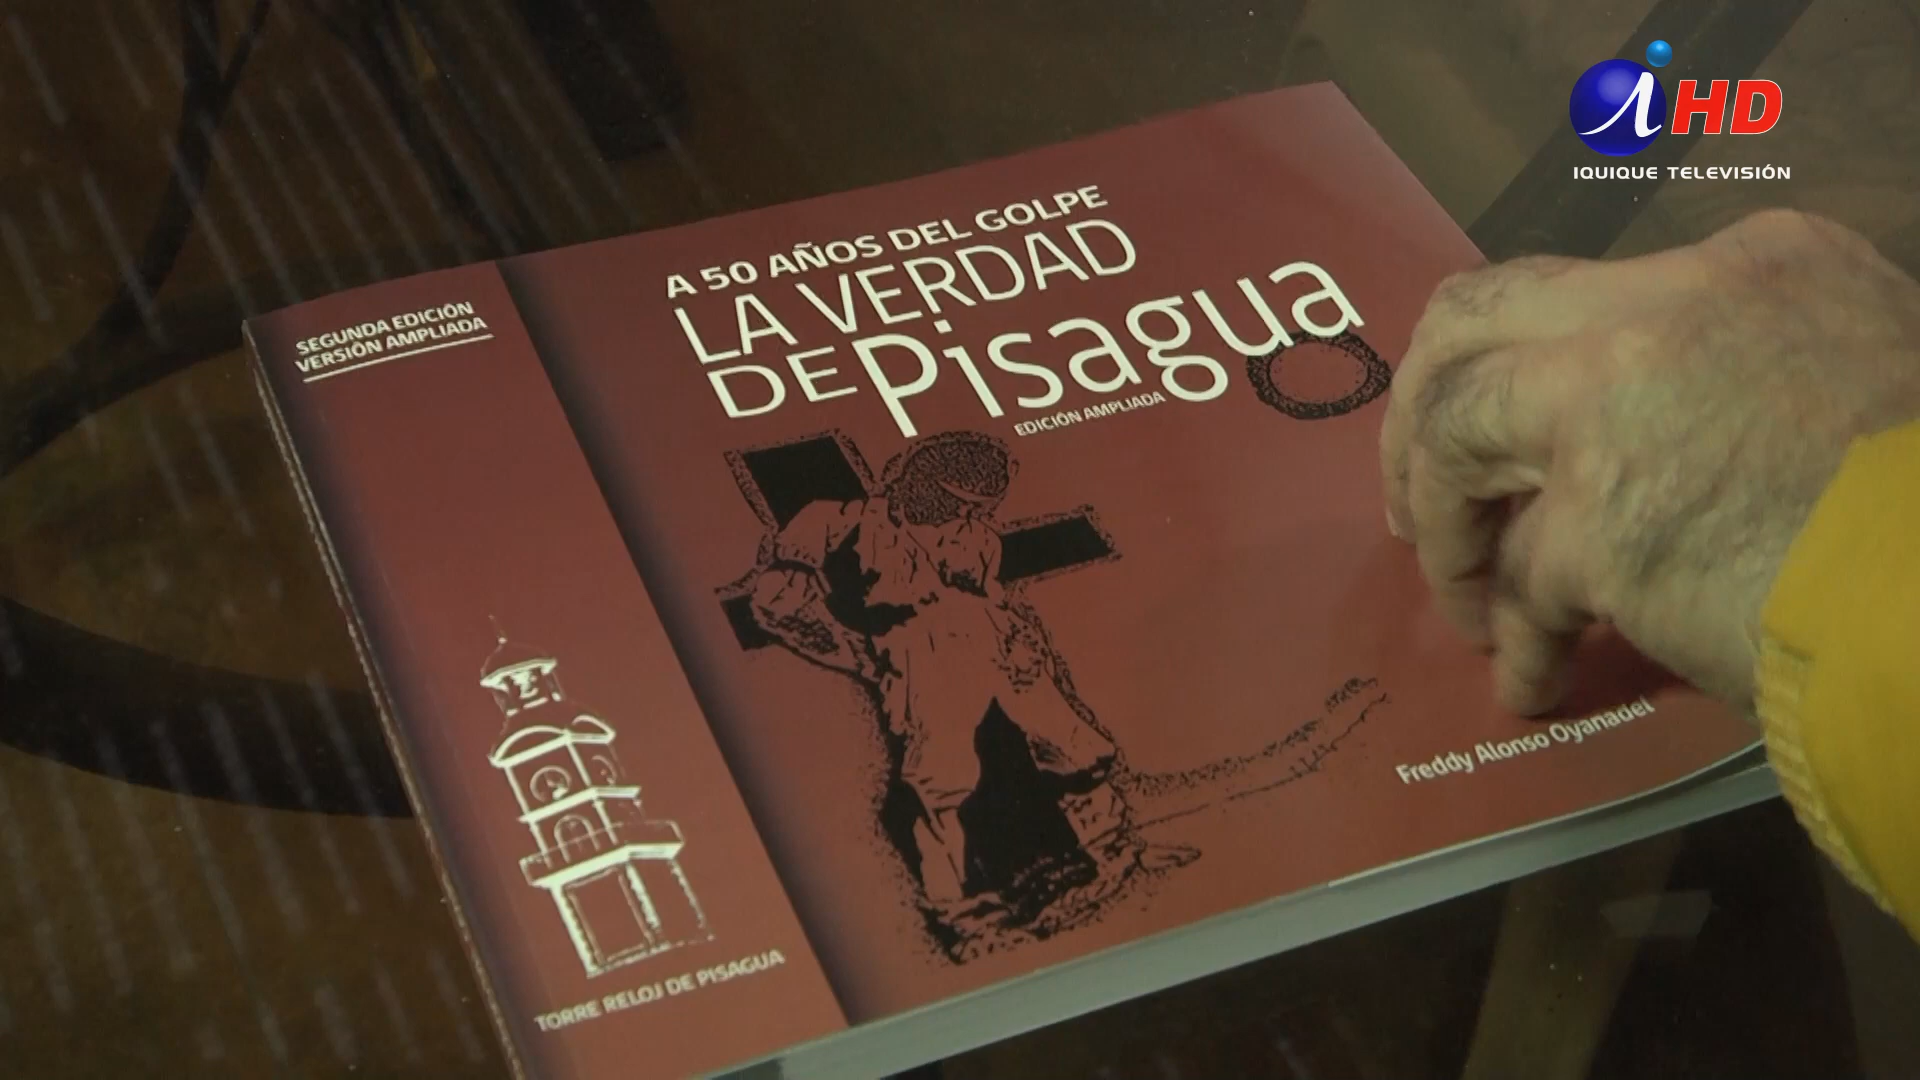 HD
IQUIQUE TELEVISIÓN
SEGUNDA EDICIÓN
VERSIÓN AMPLIADA
A 50 AÑOS DEL GOLPE
LA VERDAD
DE Pisagua
EDICIÓN AMPLIADA
Freddy Alonso Oyanadel
TORRE RELOJ DE PISAGUA